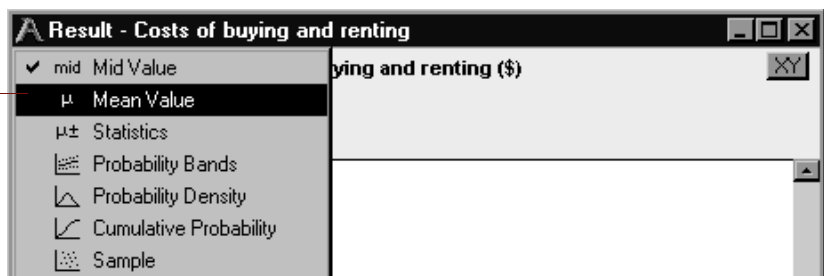 Result - Costs of buying and renting
✔ mid Mid Value
ying and renting ($)
XY
μ Mean Value
μ± Statistics
Probability Bands
Probability Density
Cumulative Probability
Sample